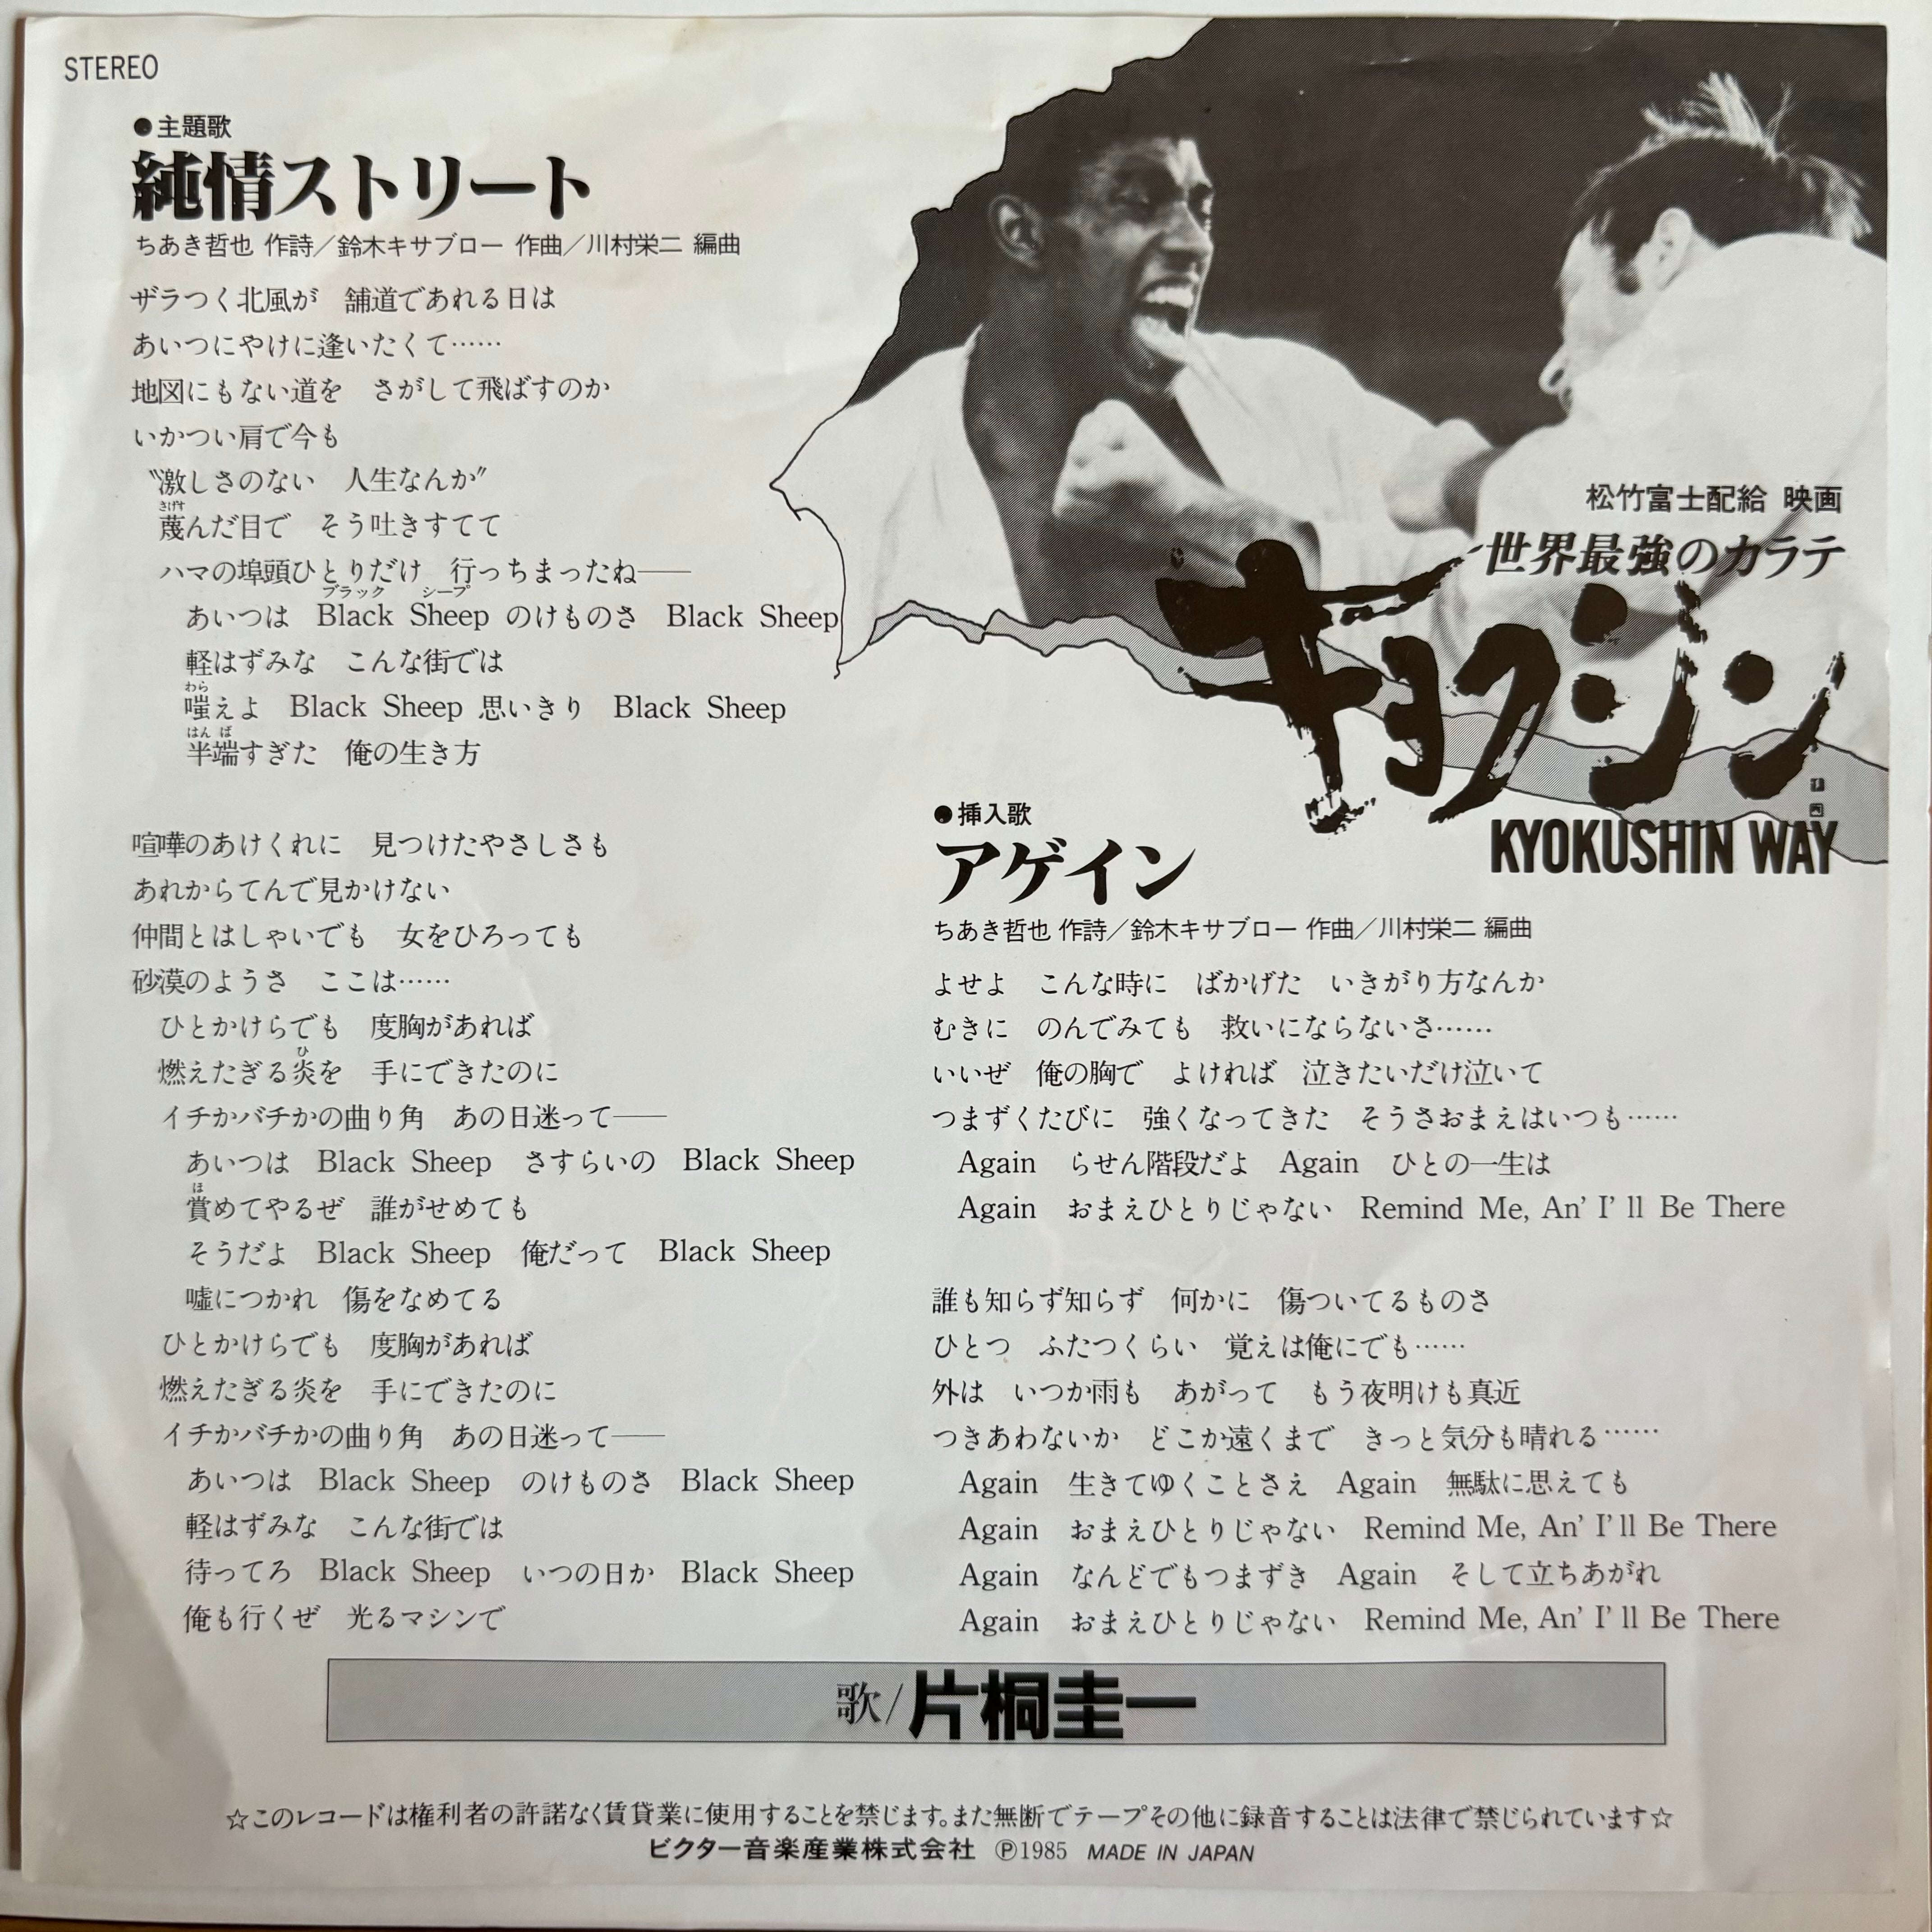 STEREO
●主題歌
純情ストリート
ちあき哲也 作詩／鈴木キサブロー 作曲／川村栄二 編曲
ザラつく北風が　舗道であれる日は
あいつにやけに逢いたくて……
地図にもない道を　さがして飛ばすのか
いかつい肩で今も
〝激しさのない　人生なんか〞
さげす
蔑んだ目で　そう吐きすてて
ハマの埠頭ひとりだけ　行っちまったね――
ブラック　シープ
あいつは　Black Sheep のけものさ　Black Sheep
軽はずみな　こんな街では
わら
嗤えよ　Black Sheep 思いきり　Black Sheep
はん ぱ
半端すぎた　俺の生き方
喧嘩のあけくれに　見つけたやさしさも
あれからてんで見かけない
仲間とはしゃいでも　女をひろっても
砂漠のようさ　ここは……
ひとかけらでも　度胸があれば
ひ
燃えたぎる炎を　手にできたのに
イチかバチかの曲り角　あの日迷って――
あいつは　Black Sheep　さすらいの　Black Sheep
ほ
賞めてやるぜ　誰がせめても
そうだよ　Black Sheep　俺だって　Black Sheep
嘘につかれ　傷をなめてる
ひとかけらでも　度胸があれば
燃えたぎる炎を　手にできたのに
イチかバチかの曲り角　あの日迷って――
あいつは　Black Sheep　のけものさ　Black Sheep
軽はずみな　こんな街では
待ってろ　Black Sheep　いつの日か　Black Sheep
俺も行くぜ　光るマシンで
松竹富士配給 映画
世界最強のカラテ
キョクシン
KYOKUSHIN WAY
●挿入歌
アゲイン
ちあき哲也 作詩／鈴木キサブロー 作曲／川村栄二 編曲
よせよ　こんな時に　ばかげた　いきがり方なんか
むきに　のんでみても　救いにならないさ……
いいぜ　俺の胸で　よければ　泣きたいだけ泣いて
つまずくたびに　強くなってきた　そうさおまえはいつも……
Again　らせん階段だよ　Again　ひとの一生は
Again　おまえひとりじゃない　Remind Me, An' I'll Be There
誰も知らず知らず　何かに　傷ついてるものさ
ひとつ　ふたつくらい　覚えは俺にでも……
外は　いつか雨も　あがって　もう夜明けも真近
つきあわないか　どこか遠くまで　きっと気分も晴れる……
Again　生きてゆくことさえ　Again　無駄に思えても
Again　おまえひとりじゃない　Remind Me, An' I'll Be There
Again　なんどでもつまずき　Again　そして立ちあがれ
Again　おまえひとりじゃない　Remind Me, An' I'll Be There
歌/片桐圭一
☆このレコードは権利者の許諾なく賃貸業に使用することを禁じます。また無断でテープその他に録音することは法律で禁じられています☆
ビクター音楽産業株式会社　Ⓟ1985　MADE IN JAPAN